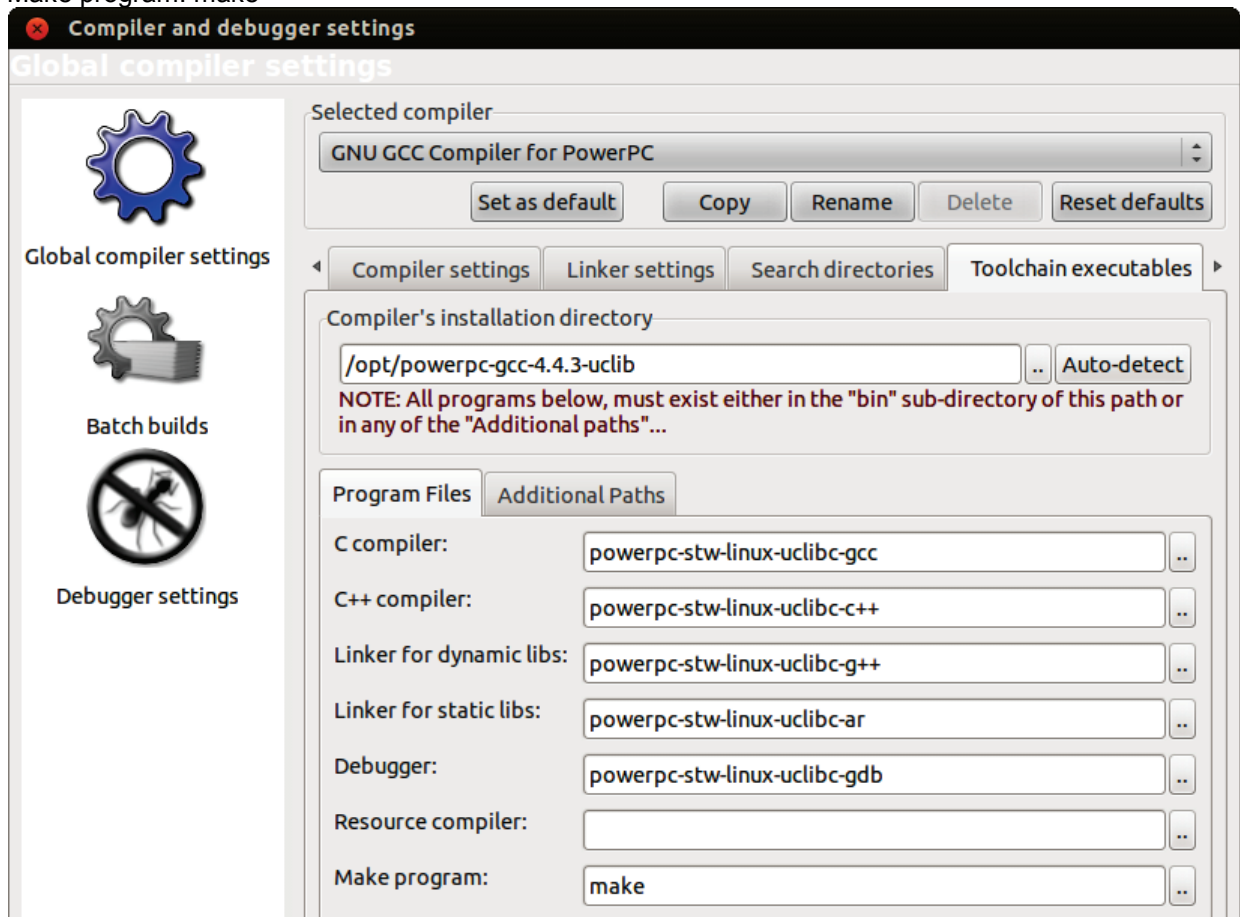 Make program: make
Compiler and debugger settings
Global compiler settings
Selected compiler
GNU GCC Compiler for PowerPC
Set as default
Copy
Rename
Delete
Reset defaults
Global compiler settings
Batch builds
Debugger settings
Compiler settings
Linker settings
Search directories
Toolchain executables
Compiler's installation directory
/opt/powerpc-gcc-4.4.3-uclib
..
Auto-detect
NOTE: All programs below, must exist either in the "bin" sub-directory of this path or
in any of the "Additional paths"...
Program Files
Additional Paths
C compiler:
powerpc-stw-linux-uclibc-gcc
..
C++ compiler:
powerpc-stw-linux-uclibc-c++
..
Linker for dynamic libs:
powerpc-stw-linux-uclibc-g++
..
Linker for static libs:
powerpc-stw-linux-uclibc-ar
..
Debugger:
powerpc-stw-linux-uclibc-gdb
..
Resource compiler:
..
Make program:
make
..